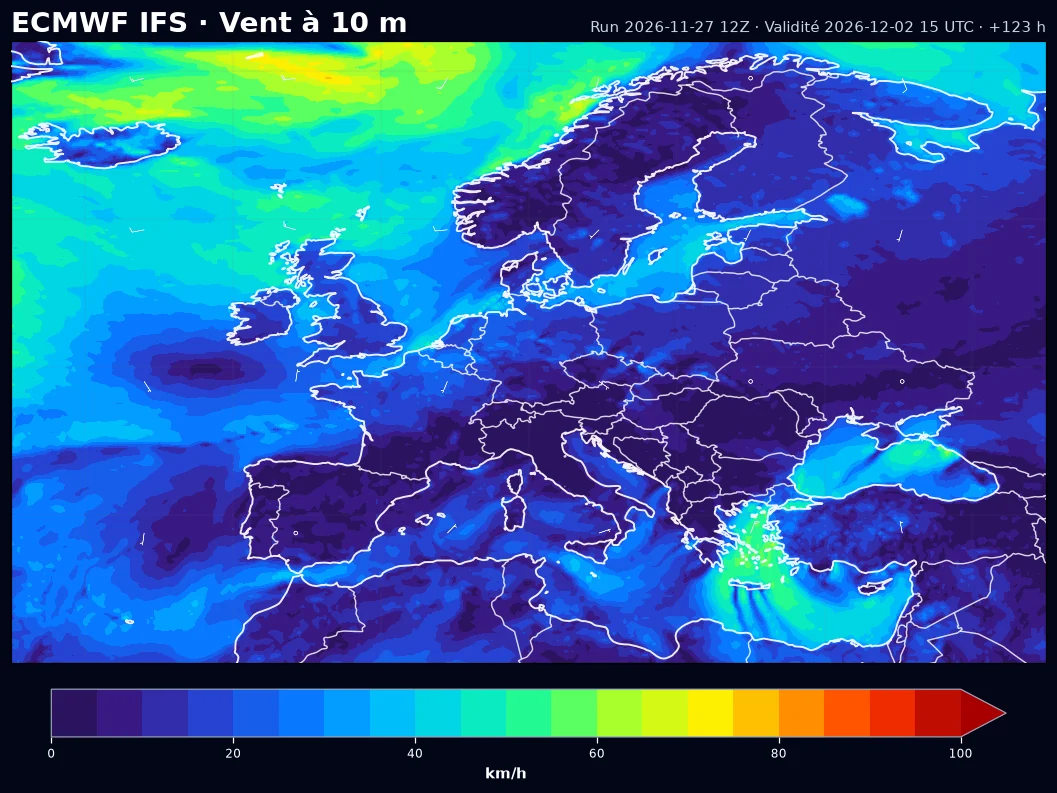 ECMWF IFS · Vent à 10 m
Run 2026-11-27 12Z · Validité 2026-12-02 15 UTC · +123 h
0 20 40 60 80 100
km/h